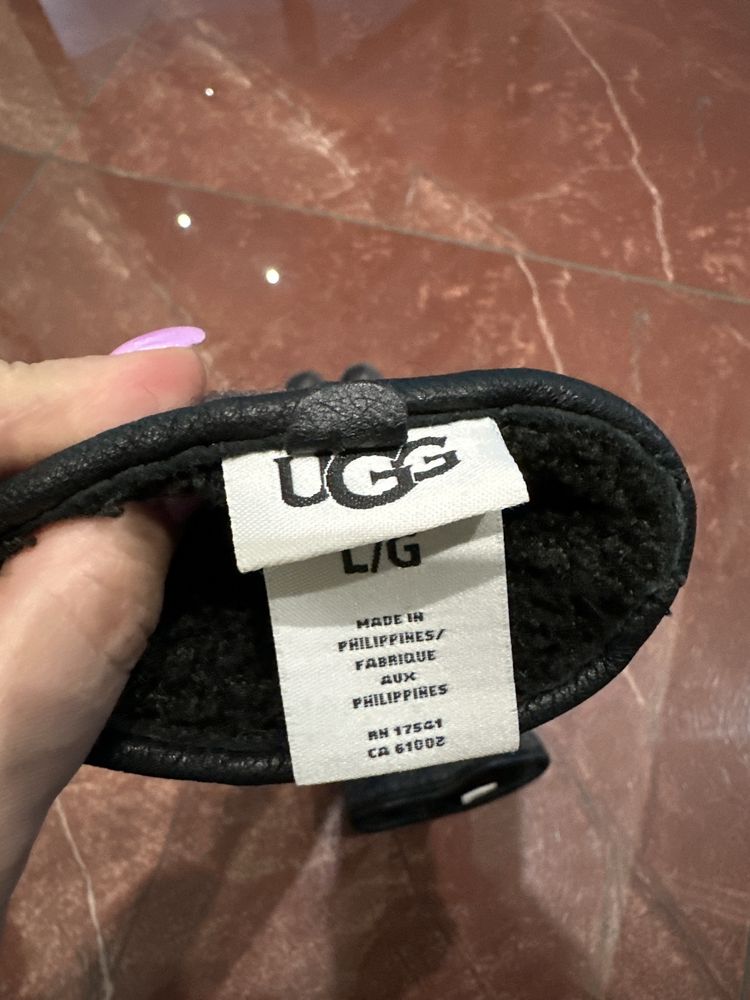 UGG
L/G
MADE IN
PHILIPPINES/
FABRIQUE
AUX
PHILIPPINES
RN 17541
CA 61002